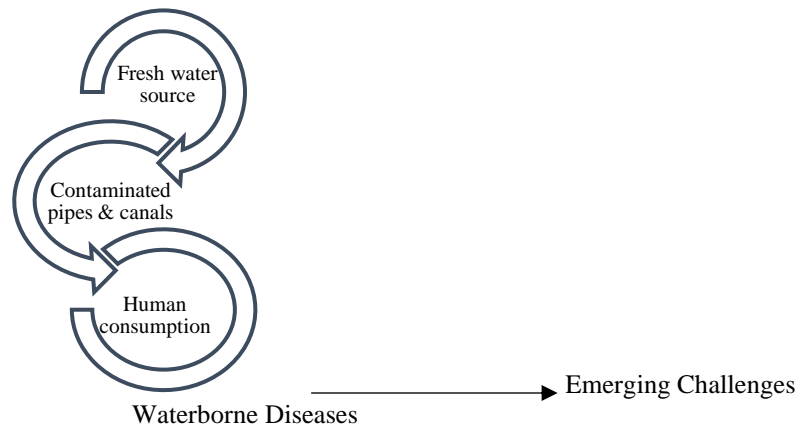 Fresh water
source
Contaminated
pipes & canals
Human
consumption
Waterborne Diseases
Emerging Challenges